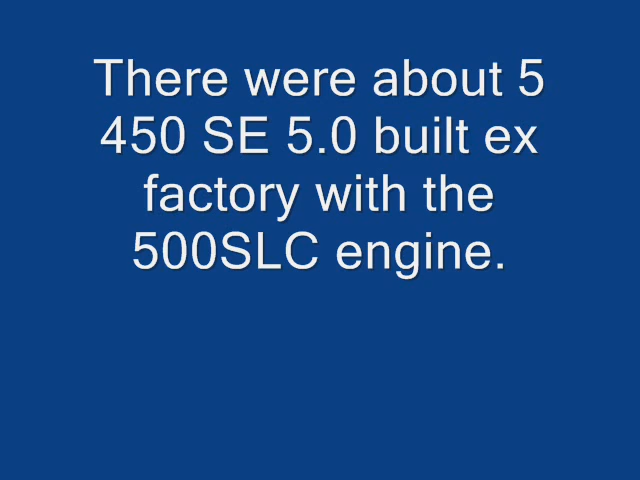 There were about 5
450 SE 5.0 built ex
factory with the
500SLC engine.